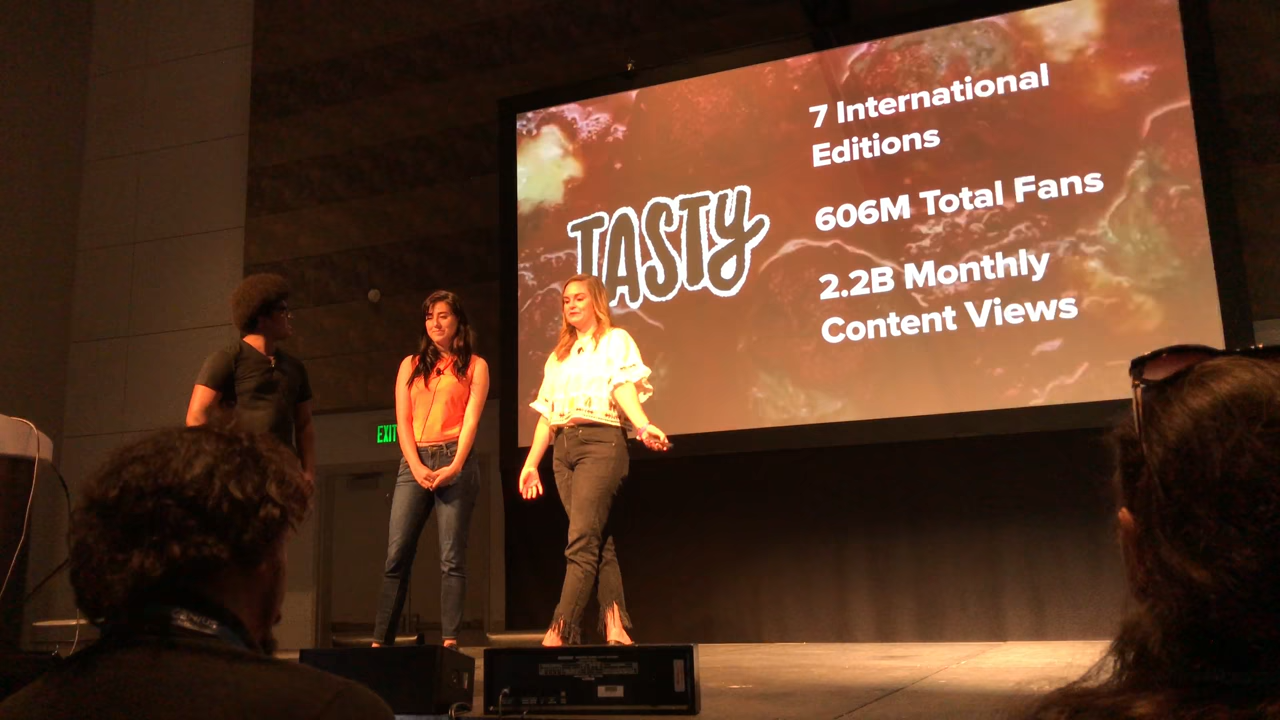 TASTY
7 International
Editions
606M Total Fans
2.2B Monthly
Content Views
EXIT